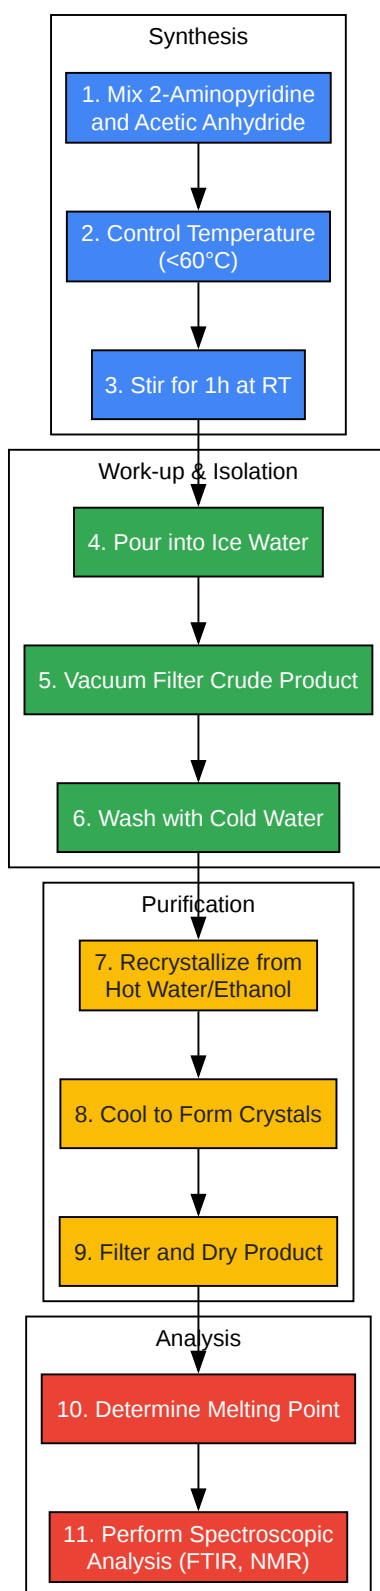 Synthesis
1. Mix 2-Aminopyridine
and Acetic Anhydride
2. Control Temperature
(<60°C)
3. Stir for 1h at RT
Work-up & Isolation
4. Pour into Ice Water
5. Vacuum Filter Crude Product
6. Wash with Cold Water
Purification
7. Recrystallize from
Hot Water/Ethanol
8. Cool to Form Crystals
9. Filter and Dry Product
Analysis
10. Determine Melting Point
11. Perform Spectroscopic
Analysis (FTIR, NMR)